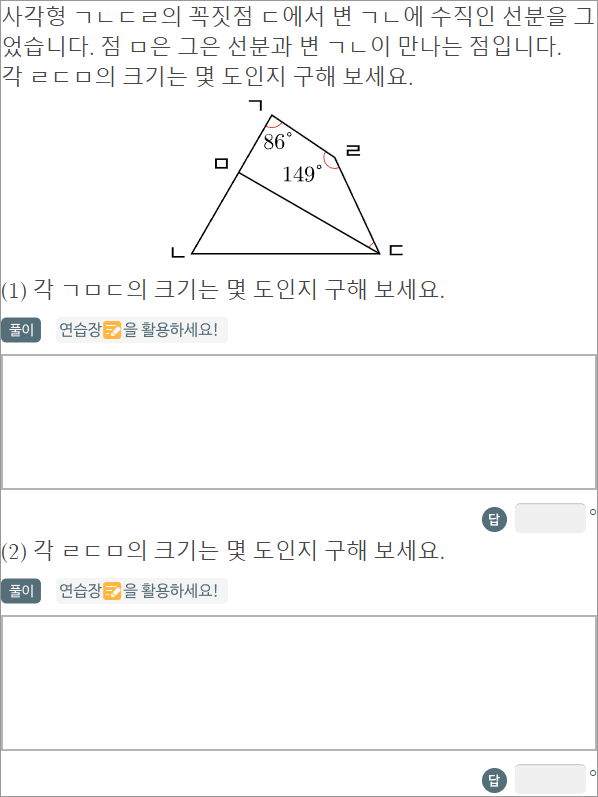 사각형 ㄱㄴㄷㄹ의 꼭짓점 ㄷ에서 변 ㄱㄴ에 수직인 선분을 그
었습니다. 점 ㅁ은 그은 선분과 변 ㄱㄴ이 만나는 점입니다.
각 ㄹㄷㅁ의 크기는 몇 도인지 구해 보세요.
ㄱ
86°
ㄹ
ㅁ
149°
ㄴ
ㄷ
(1) 각 ㄱㅁㄷ의 크기는 몇 도인지 구해 보세요.
풀이 연습장을 활용하세요!
답 °
(2) 각 ㄹㄷㅁ의 크기는 몇 도인지 구해 보세요.
풀이 연습장을 활용하세요!
답 °